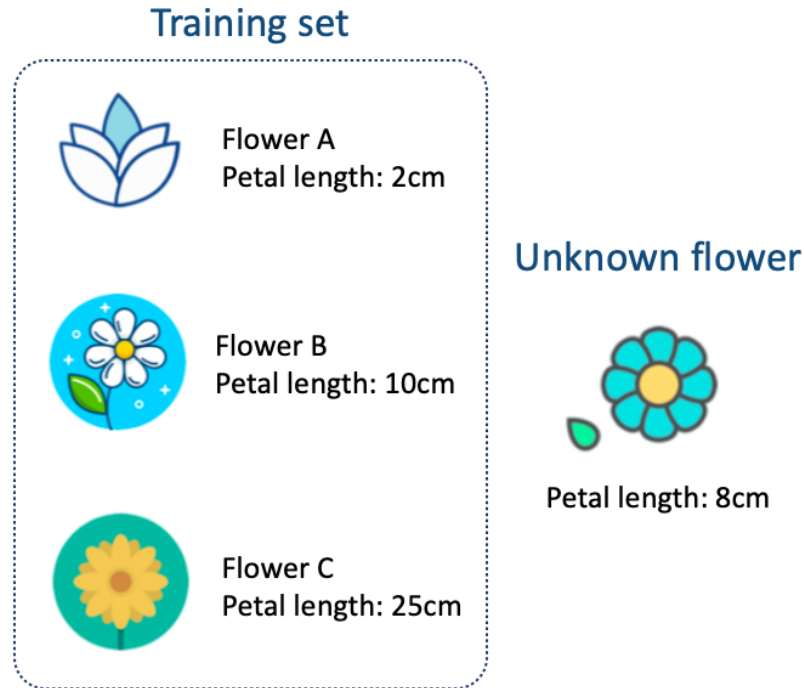 Training set
Flower A
Petal length: 2cm
Flower B
Petal length: 10cm
Flower C
Petal length: 25cm
Unknown flower
Petal length: 8cm